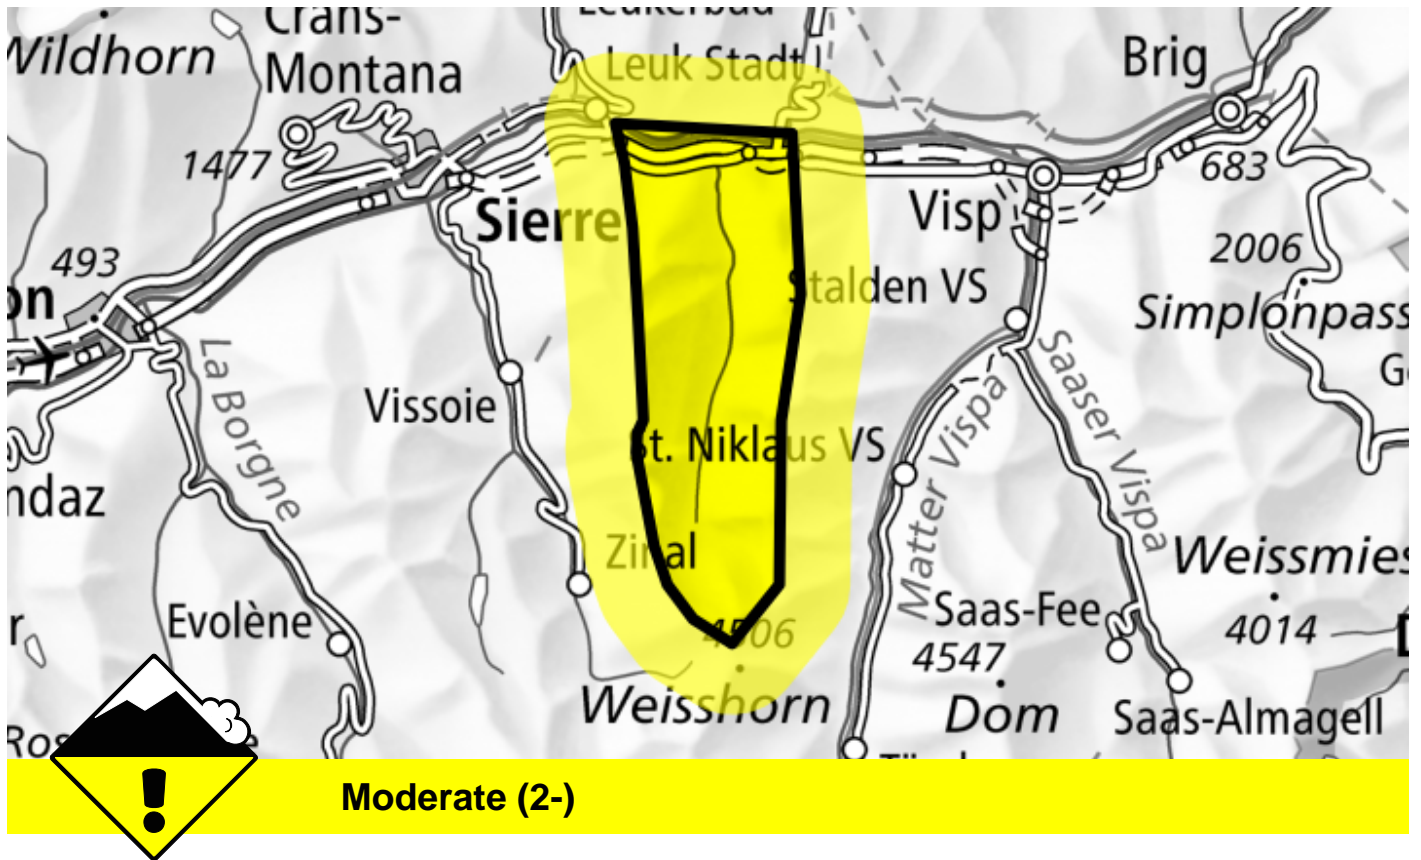 Crans-
Montana
Wildhorn
Leukerbad
Leuk Stadt
Brig
1477
683
Sierre
Visp
493
2006
Stalden VS
Simplonpass
La Borgne
Saaser Vispa
Vissoie
Matter Vispa
St. Niklaus VS
Zinal
Weissmies
Evolène
4506
Saas-Fee
4014
4547
Weisshorn
Dom
Saas-Almagell
Moderate (2-)